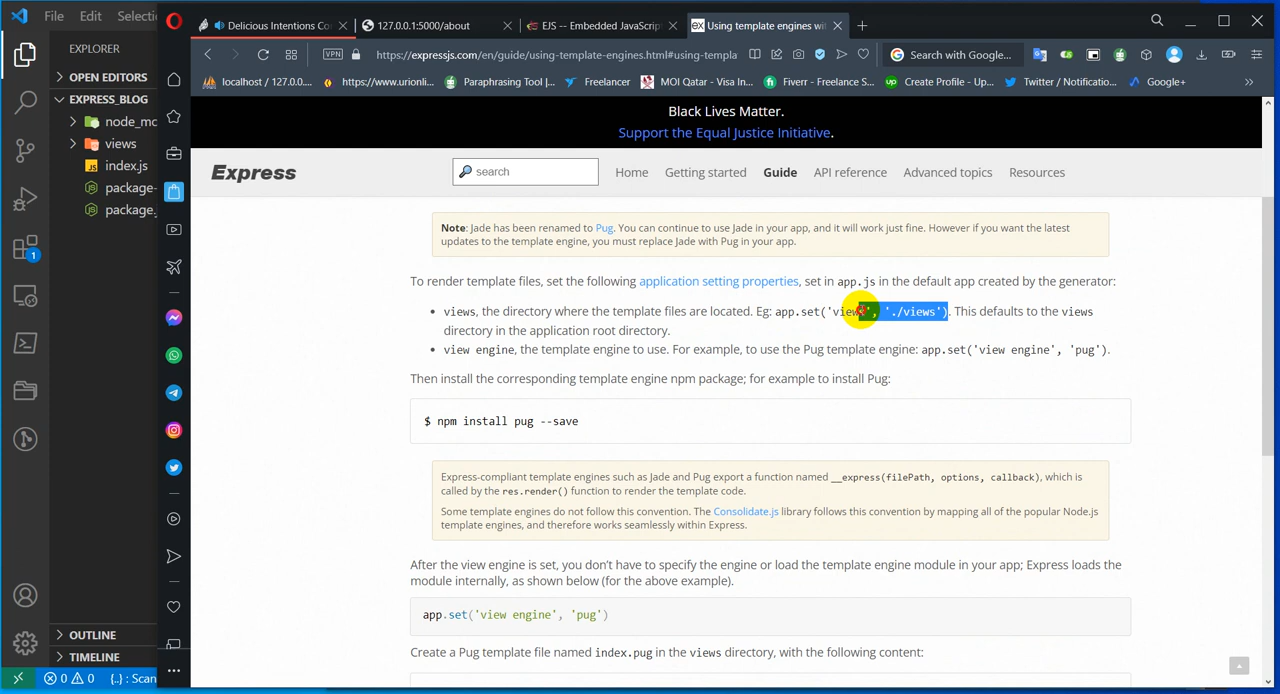 File Edit Selec
EXPLORER
OPEN EDITORS
EXPRESS_BLOG
node_mc
views
index.js
package-
package.
OUTLINE
TIMELINE
0 0 {..} : Scan
1
Delicious Intentions Co
127.0.0.1:5000/about
EJS -- Embedded JavaScrip
ex Using template engines wi
VPN https://expressjs.com/en/guide/using-template-engines.html#using-templa
Search with Google...
localhost / 127.0.0... https://www.urionli... Paraphrasing Tool |... Freelancer MOI Qatar - Visa In... Fiverr - Freelance S... Create Profile - Up... Twitter / Notificatio... Google+
Black Lives Matter.
Support the Equal Justice Initiative.
Express
search
Home Getting started Guide API reference Advanced topics Resources
Note: Jade has been renamed to Pug. You can continue to use Jade in your app, and it will work just fine. However if you want the latest
updates to the template engine, you must replace Jade with Pug in your app.
To render template files, set the following application setting properties, set in app.js in the default app created by the generator:
views, the directory where the template files are located. Eg: app.set('views', './views'). This defaults to the views
directory in the application root directory.
view engine, the template engine to use. For example, to use the Pug template engine: app.set('view engine', 'pug').
Then install the corresponding template engine npm package; for example to install Pug:
$ npm install pug --save
Express-compliant template engines such as Jade and Pug export a function named __express(filePath, options, callback), which is
called by the res.render() function to render the template code.
Some template engines do not follow this convention. The Consolidate.js library follows this convention by mapping all of the popular Node.js
template engines, and therefore works seamlessly within Express.
After the view engine is set, you don't have to specify the engine or load the template engine module in your app; Express loads the
module internally, as shown below (for the above example).
app.set('view engine', 'pug')
Create a Pug template file named index.pug in the views directory, with the following content: